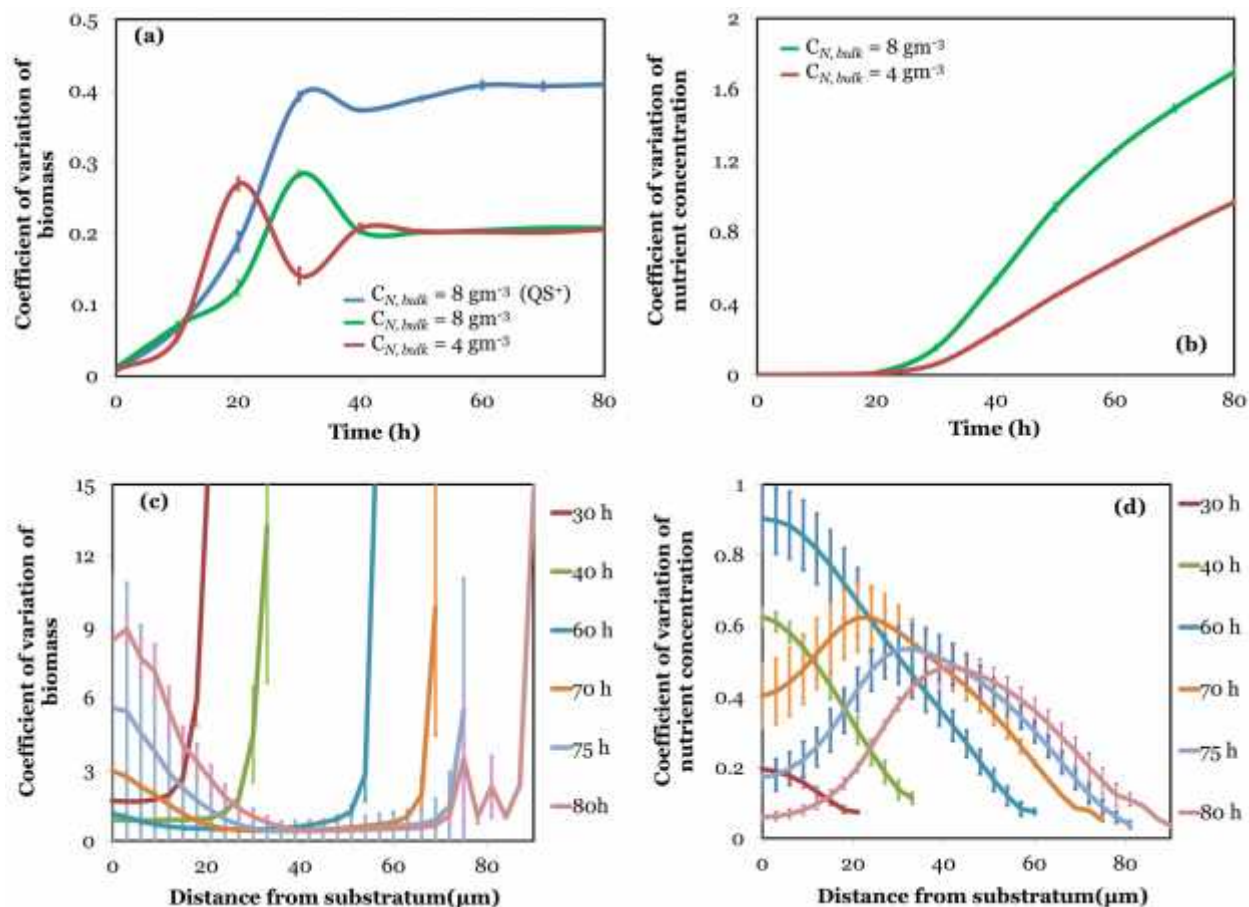 (a)
Coefficient of variation of
biomass
0.5
0.4
0.3
0.2
0.1
0
C_N, bulk = 8 gm⁻³ (QS⁺)
C_N, bulk = 8 gm⁻³
C_N, bulk = 4 gm⁻³
0 20 40 60 80
Time (h)
Coefficient of variation of
nutrient concentration
2
1.6
1.2
0.8
0.4
0
C_N, bulk = 8 gm⁻³
C_N, bulk = 4 gm⁻³
(b)
0 20 40 60 80
Time (h)
(c)
Coefficient of variation of
biomass
15
12
9
6
3
0
30 h
40 h
60 h
70 h
75 h
80h
0 20 40 60 80
Distance from substratum(µm)
(d)
Coefficient of variation of
nutrient concentration
1
0.8
0.6
0.4
0.2
0
30 h
40 h
60 h
70 h
75 h
80 h
0 20 40 60 80
Distance from substratum(µm)